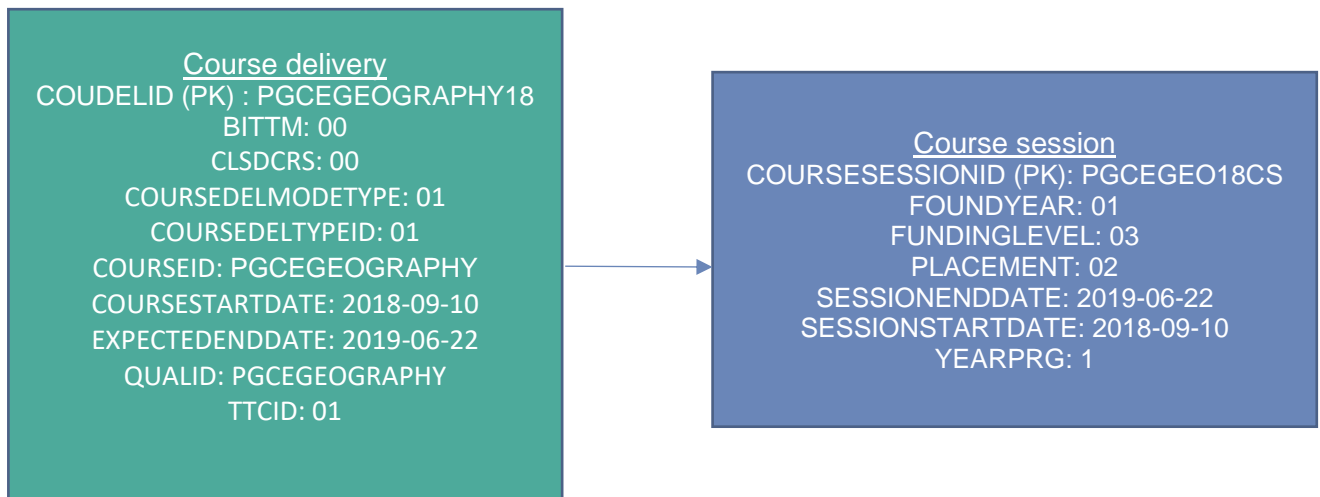 Course delivery
COUDELID (PK) : PGCEGEOGRAPHY18
BITTM: 00
CLSDCRS: 00
COURSEDELMODETYPE: 01
COURSEDELTYPEID: 01
COURSEID: PGCEGEOGRAPHY
COURSESTARTDATE: 2018-09-10
EXPECTEDENDDATE: 2019-06-22
QUALID: PGCEGEOGRAPHY
TTCID: 01
Course session
COURSESESSIONID (PK): PGCEGEO18CS
FOUNDYEAR: 01
FUNDINGLEVEL: 03
PLACEMENT: 02
SESSIONENDDATE: 2019-06-22
SESSIONSTARTDATE: 2018-09-10
YEARPRG: 1